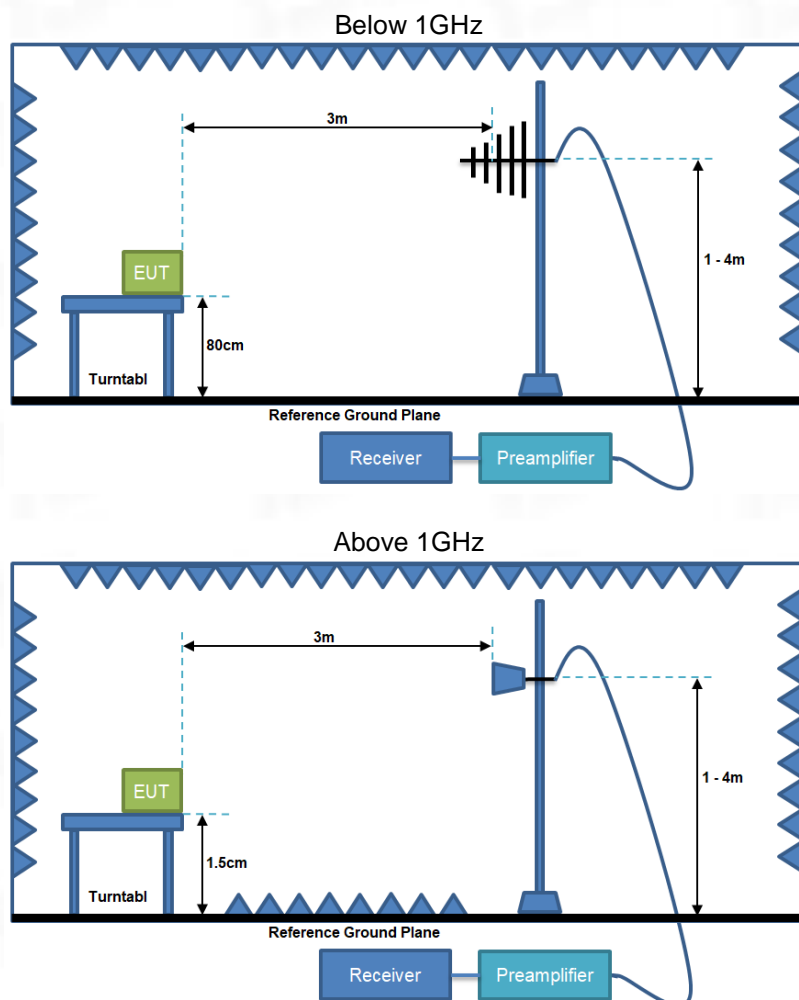 Below 1GHz
3m
1 - 4m
EUT
80cm
Turntabl
Reference Ground Plane
Receiver
Preamplifier
Above 1GHz
3m
1 - 4m
EUT
1.5cm
Turntabl
Reference Ground Plane
Receiver
Preamplifier